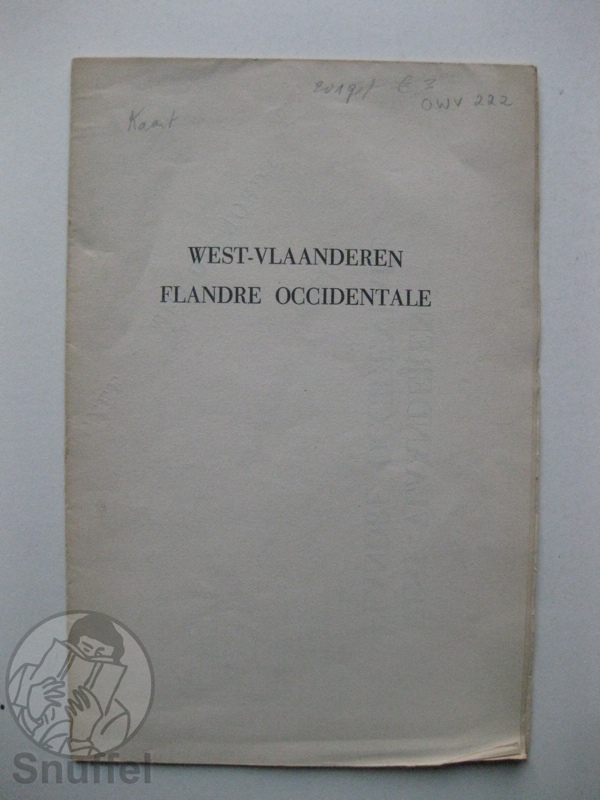 OWV 222
Kaart
WEST-VLAANDEREN
FLANDRE OCCIDENTALE
Snuffel